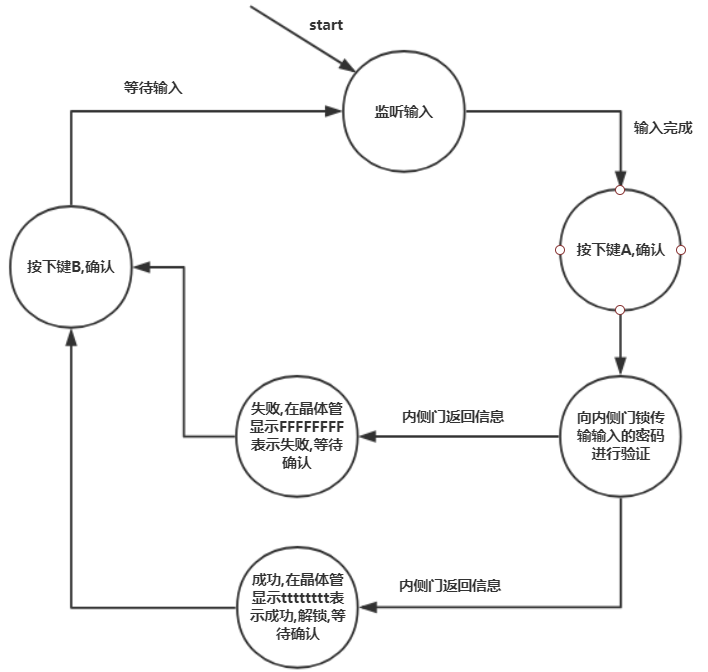 start
等待输入
监听输入
输入完成
按下键B,确认
按下键A,确认
失败,在晶体管
显示FFFFFFFF
表示失败,等待
确认
内侧门返回信息
向内侧门锁传
输输入的密码
进行验证
成功,在晶体管
显示tttttttt表
示成功,解锁,等
待确认
内侧门返回信息